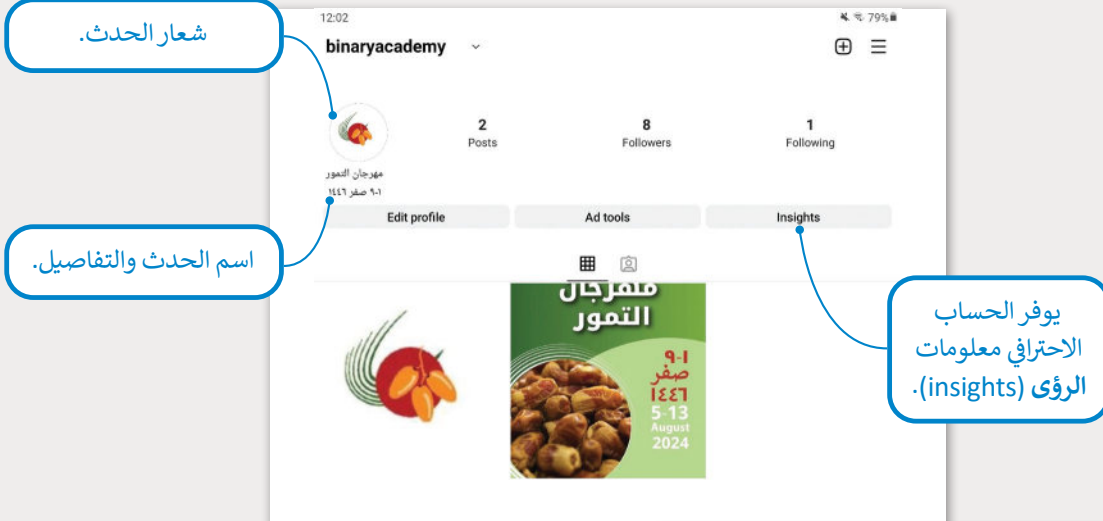 شعار الحدث.
12:02
79%
binaryacademy
2
Posts
8
Followers
1
Following
مهرجان التمور
٩-١ صفر ١٤٤٦
Edit profile
Ad tools
Insights
اسم الحدث والتفاصيل.
يوفر الحساب
الاحترافي معلومات
الرؤى (insights).
مهرجان
التمور
٩-١
صفر
١٤٤٦
5-13
August
2024